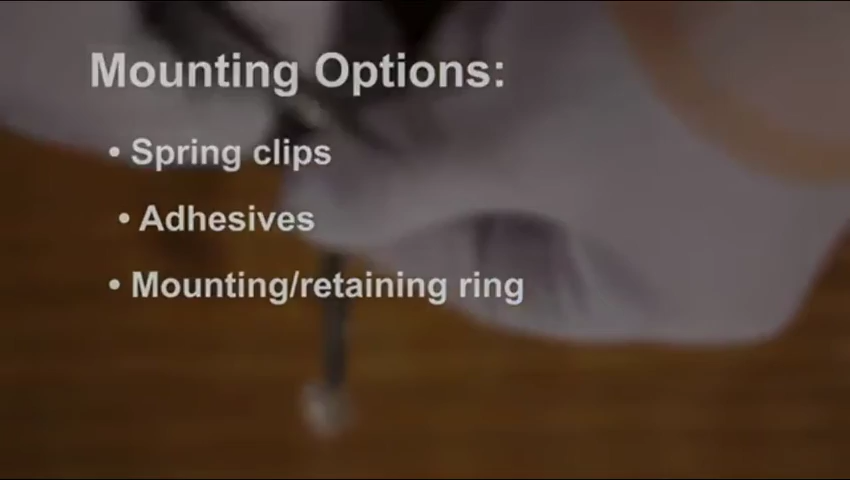 Mounting Options:
• Spring clips
• Adhesives
• Mounting/retaining ring